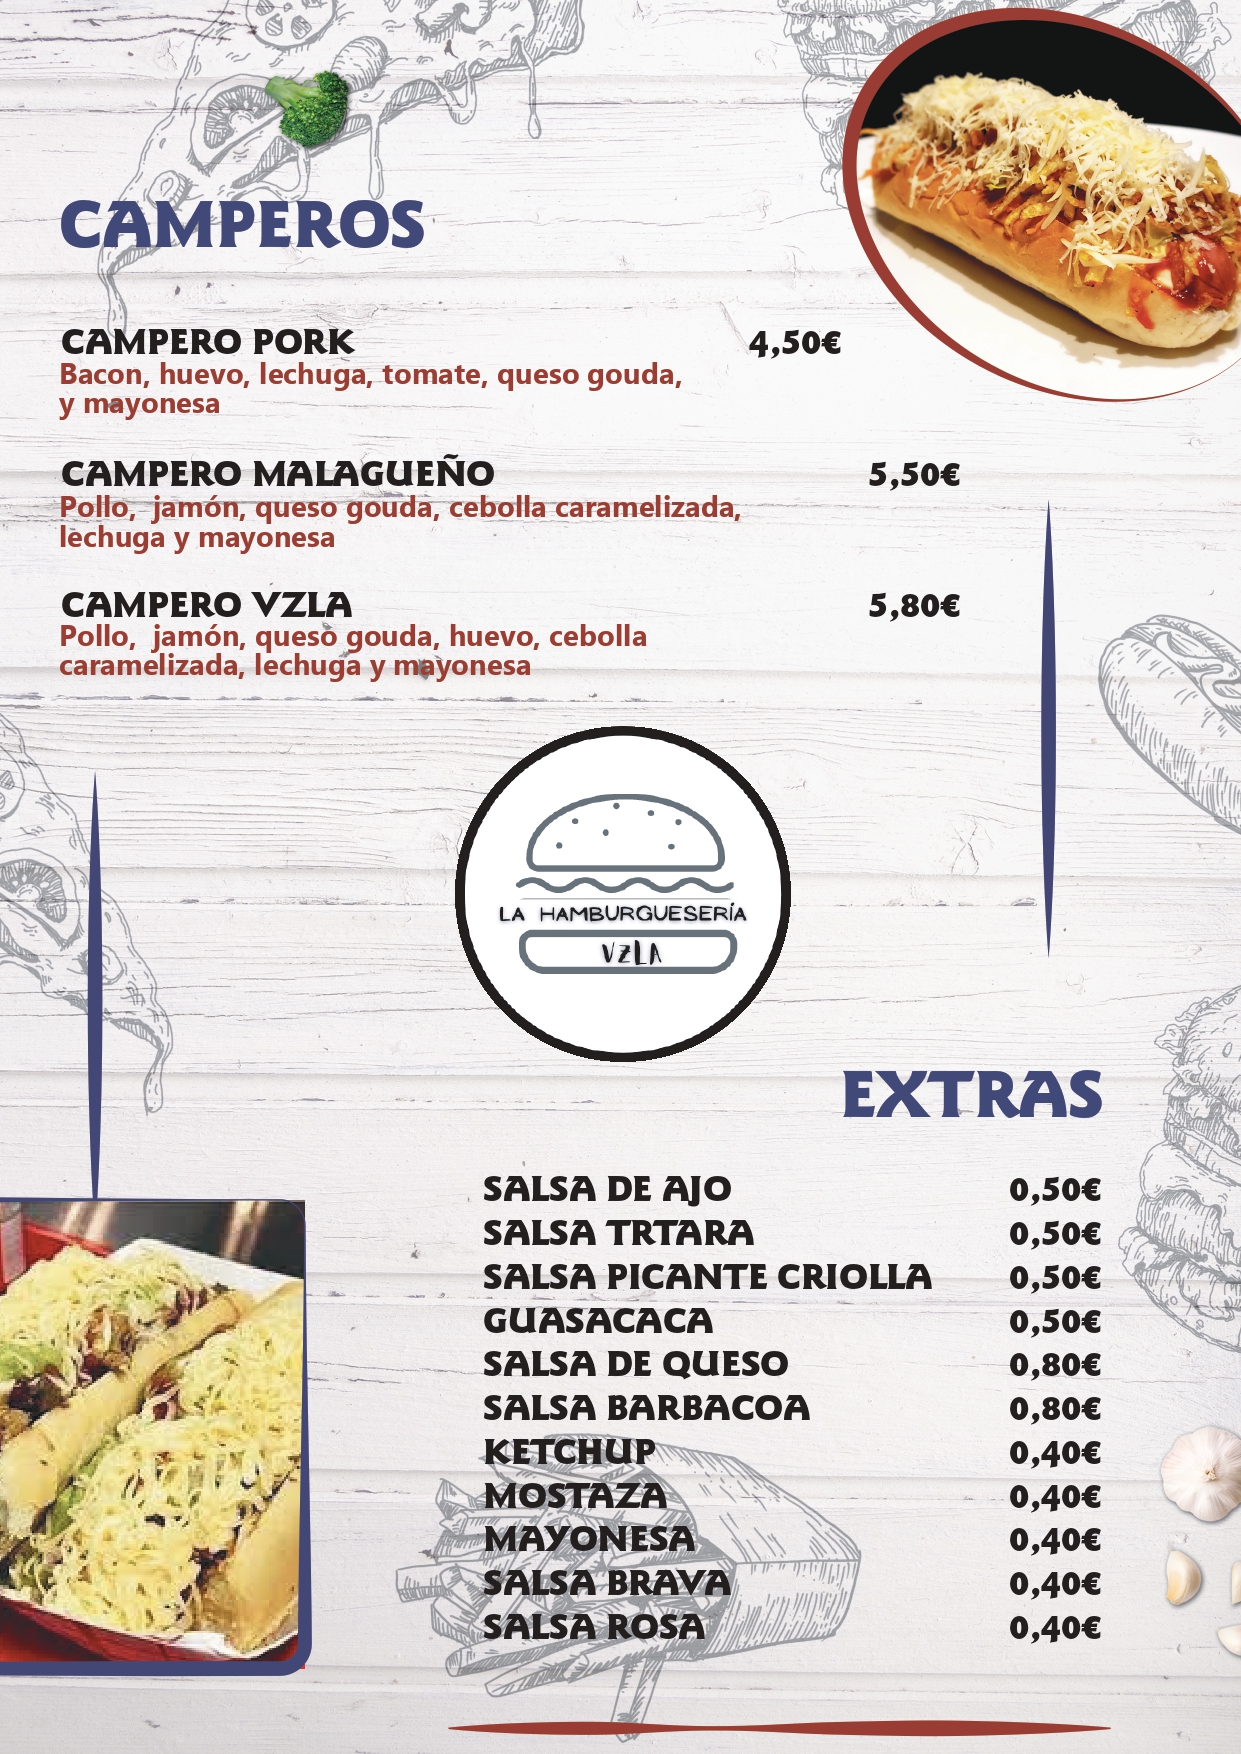 CAMPEROS
CAMPERO PORK 4,50€
Bacon, huevo, lechuga, tomate, queso gouda,
y mayonesa
CAMPERO MALAGUEÑO 5,50€
Pollo, jamón, queso gouda, cebolla caramelizada,
lechuga y mayonesa
CAMPERO VZLA 5,80€
Pollo, jamón, queso gouda, huevo, cebolla
caramelizada, lechuga y mayonesa
LA HAMBURGUESERÍA
VZLA
EXTRAS
SALSA DE AJO 0,50€
SALSA TRTARA 0,50€
SALSA PICANTE CRIOLLA 0,50€
GUASACACA 0,50€
SALSA DE QUESO 0,80€
SALSA BARBACOA 0,80€
KETCHUP 0,40€
MOSTAZA 0,40€
MAYONESA 0,40€
SALSA BRAVA 0,40€
SALSA ROSA 0,40€